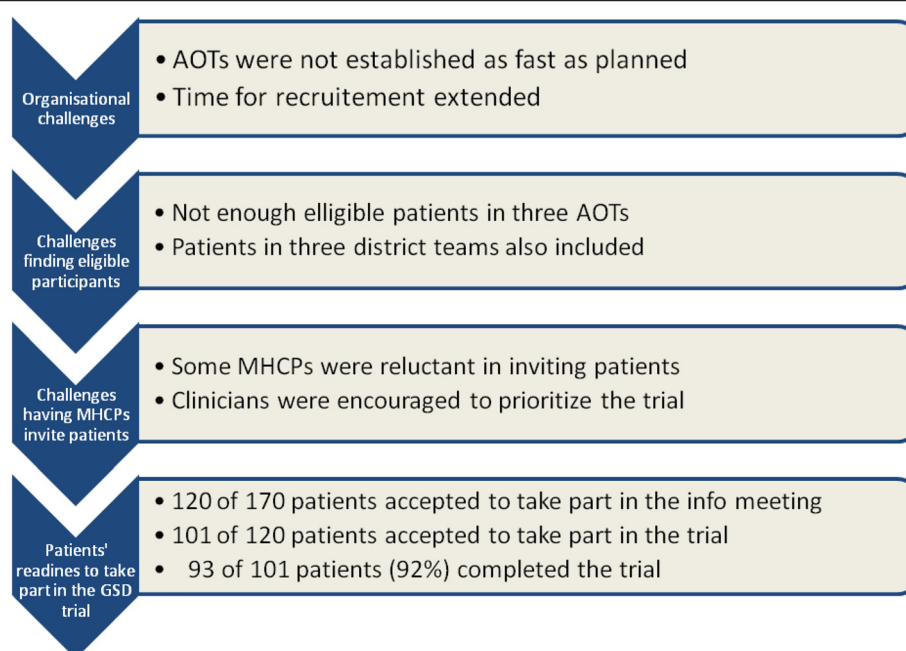 Organisational
challenges
• AOTs were not established as fast as planned
• Time for recruitement extended
Challenges
finding eligible
participants
• Not enough elligible patients in three AOTs
• Patients in three district teams also included
Challenges
having MHCPs
invite patients
• Some MHCPs were reluctant in inviting patients
• Clinicians were encouraged to prioritize the trial
Patients'
readines to take
part in the GSD
trial
• 120 of 170 patients accepted to take part in the info meeting
• 101 of 120 patients accepted to take part in the trial
• 93 of 101 patients (92%) completed the trial